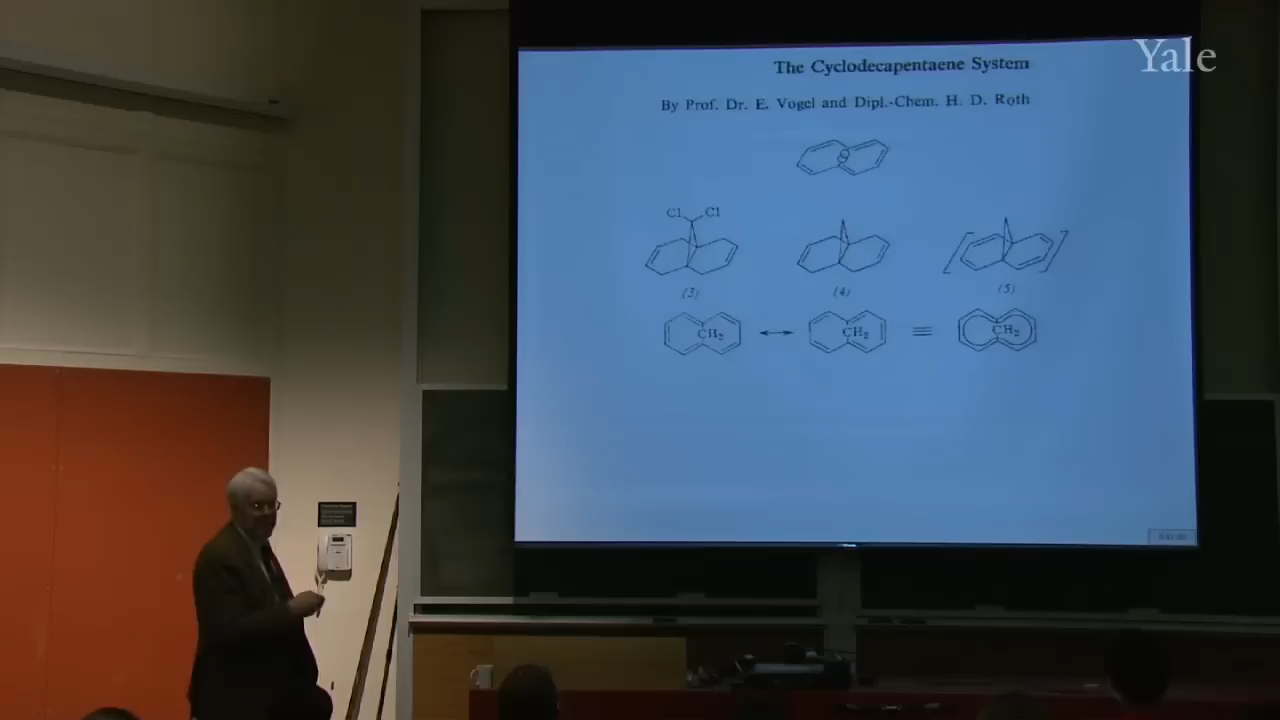 Yale
The Cyclodecapentaene System
By Prof. Dr. E. Vogel and Dipl.-Chem. H. D. Roth
Cl Cl
(3) (4) (5)
CH2 CH2 CH2